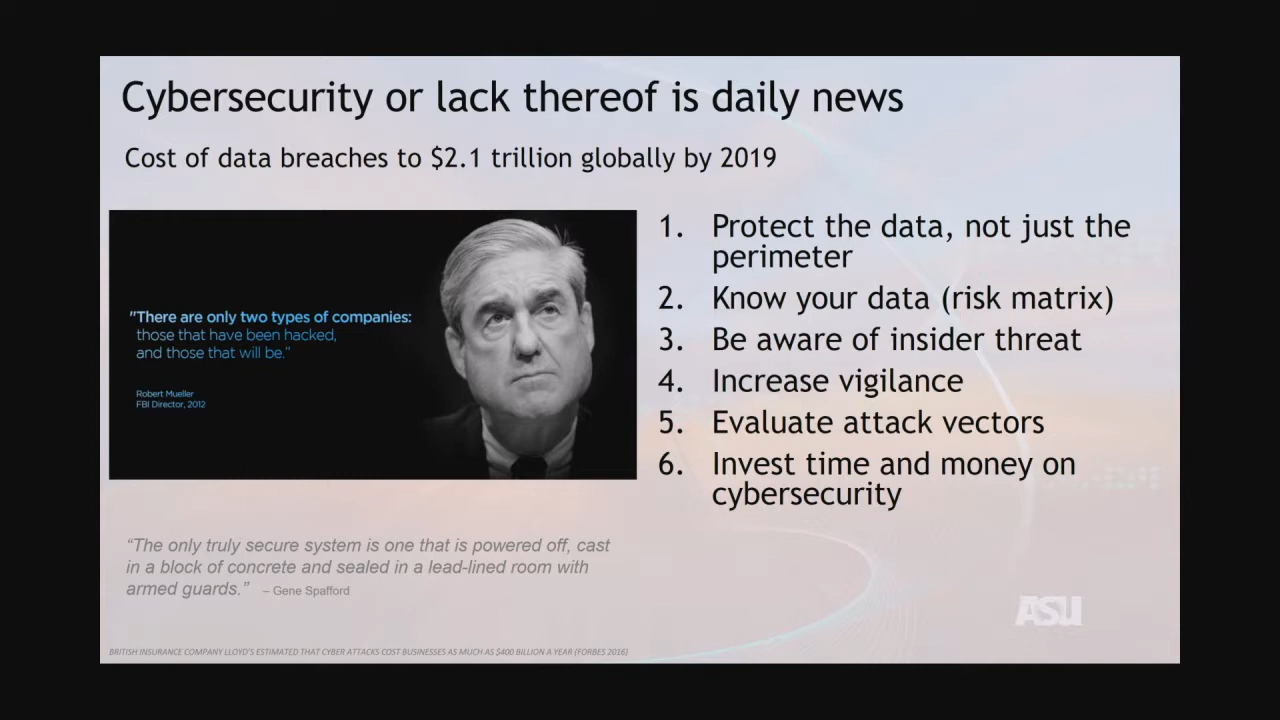 Cybersecurity or lack thereof is daily news
Cost of data breaches to $2.1 trillion globally by 2019
"There are only two types of companies:
those that have been hacked,
and those that will be."
Robert Mueller
FBI Director, 2012
1. Protect the data, not just the
perimeter
2. Know your data (risk matrix)
3. Be aware of insider threat
4. Increase vigilance
5. Evaluate attack vectors
6. Invest time and money on
cybersecurity
“The only truly secure system is one that is powered off, cast
in a block of concrete and sealed in a lead-lined room with
armed guards.” – Gene Spafford
ASU
BRITISH INSURANCE COMPANY LLOYD'S ESTIMATED THAT CYBER ATTACKS COST BUSINESSES AS MUCH AS $400 BILLION A YEAR (FORBES 2016)